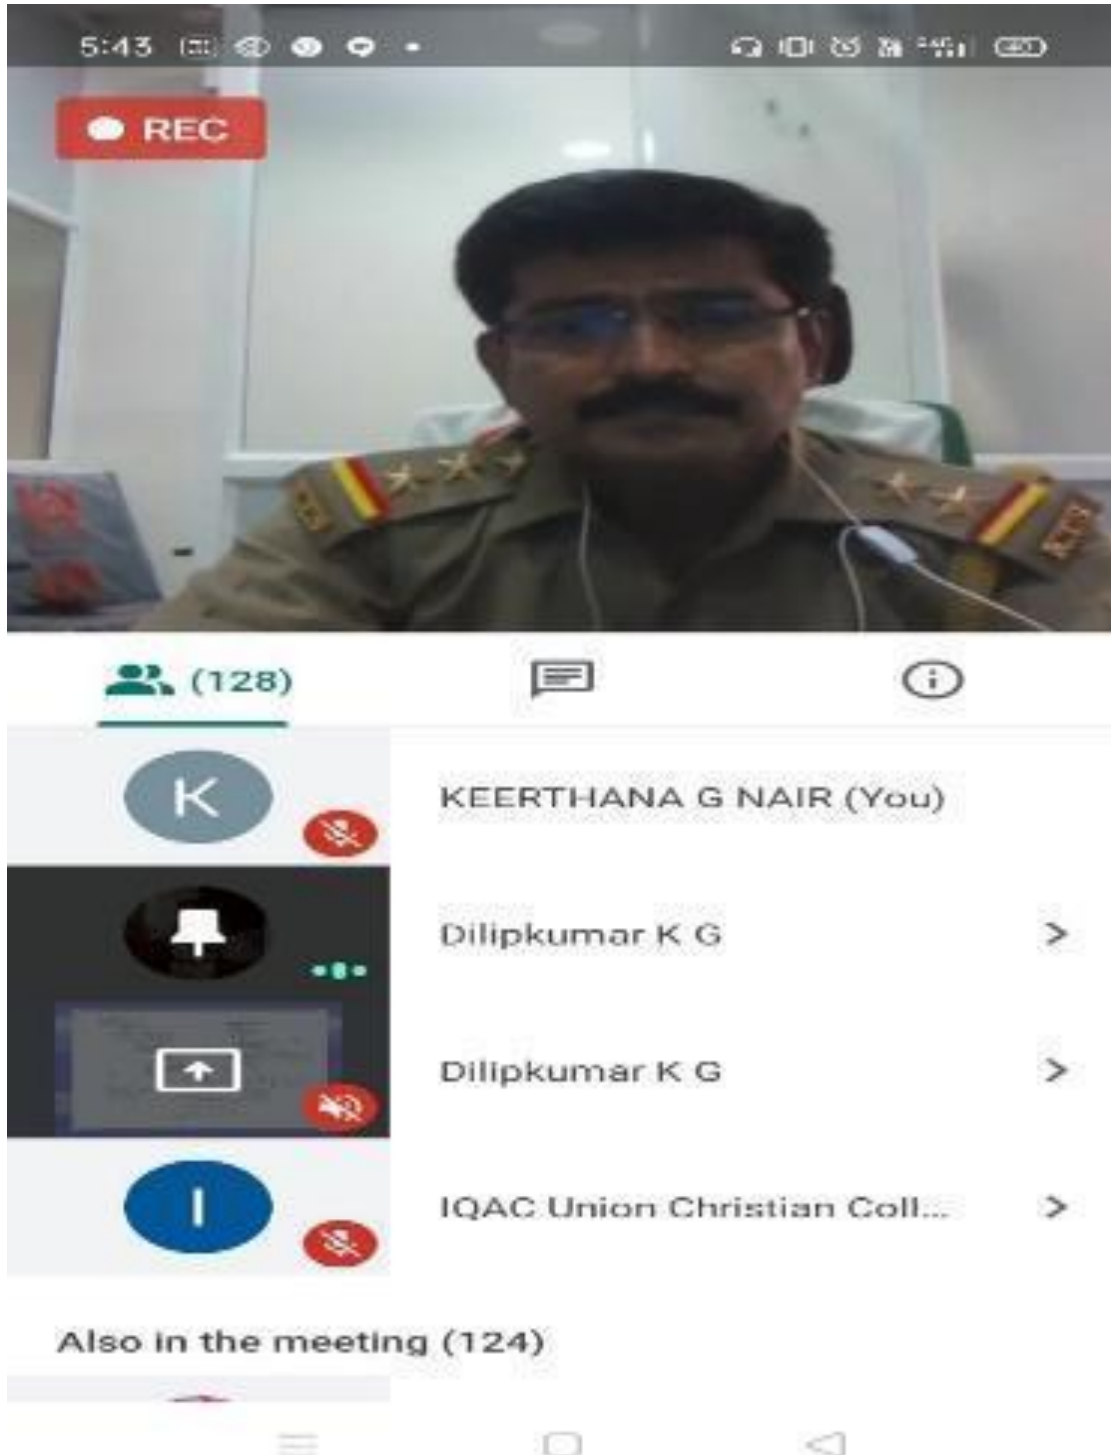 5:43
REC
(128)
K
KEERTHANA G NAIR (You)
Dilipkumar K G
Dilipkumar K G
I
IQAC Union Christian Coll...
Also in the meeting (124)